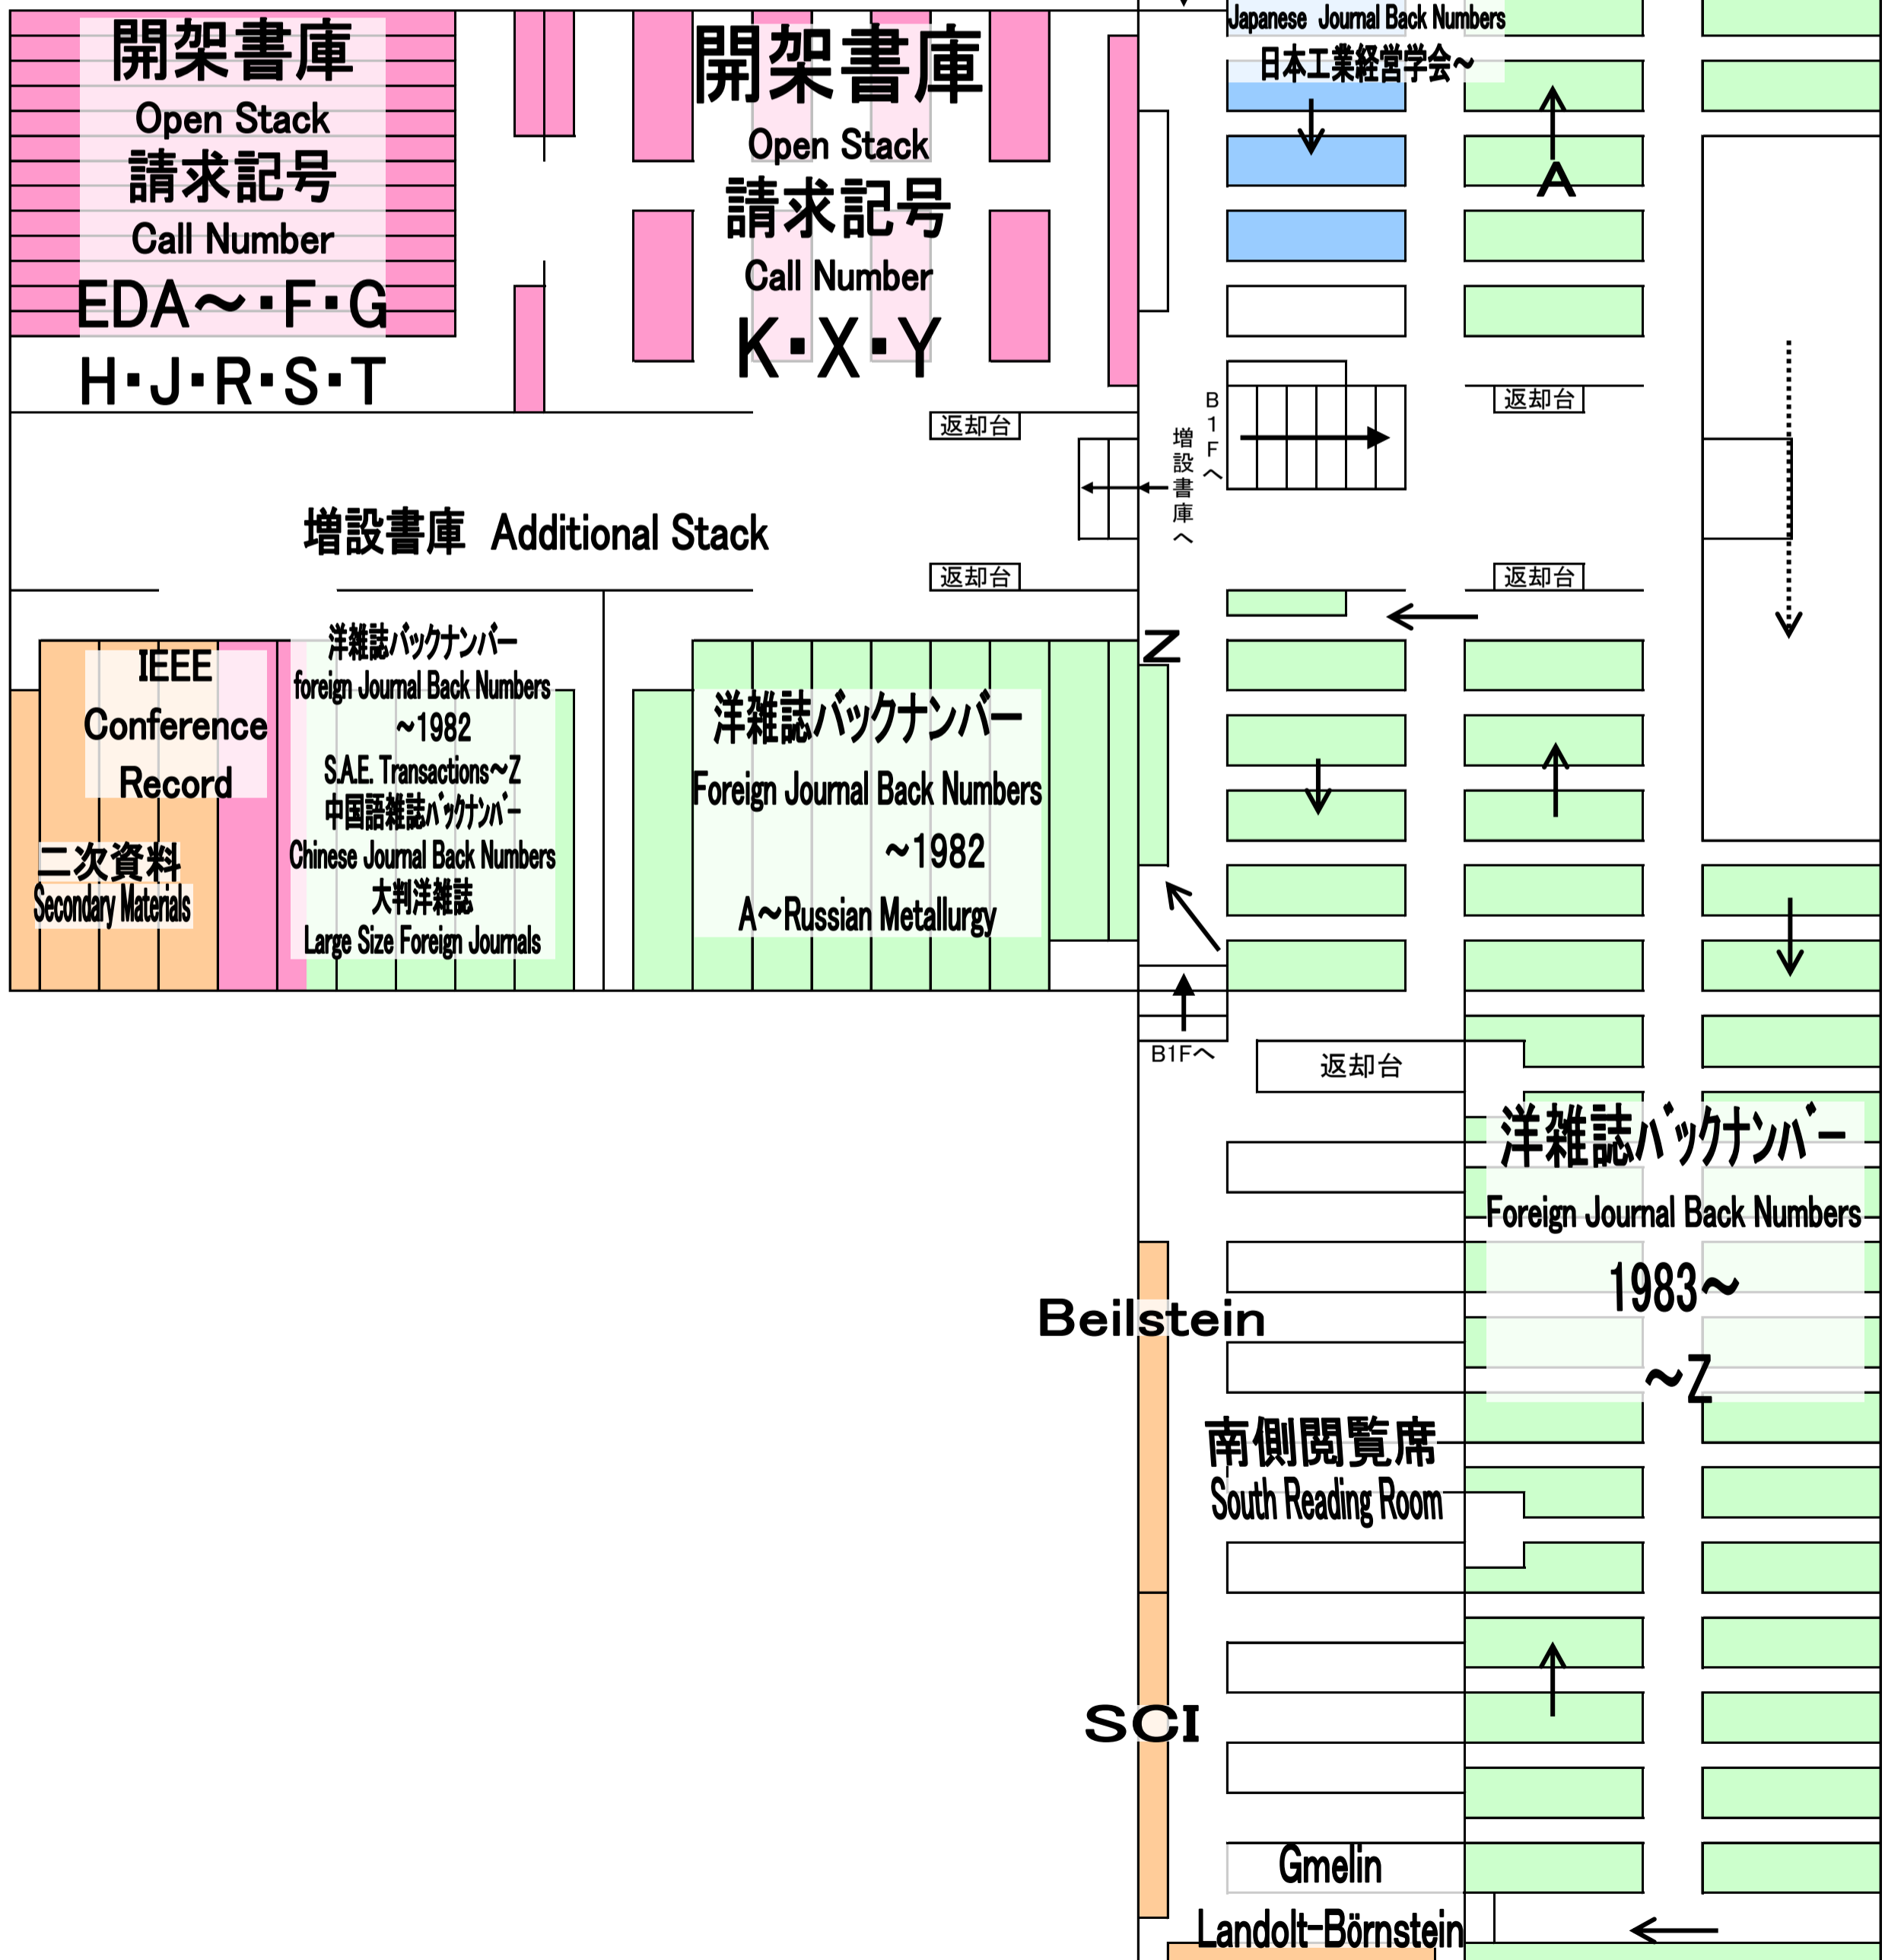 開架書庫
Open Stack
請求記号
Call Number
EDA～・F・G
H・J・R・S・T
開架書庫
Open Stack
請求記号
Call Number
K・X・Y
Japanese Journal Back Numbers
日本工業経営学会～
A
返却台
返却台
B1Fへ
増設書庫へ
増設書庫 Additional Stack
返却台
返却台
Z
IEEE
Conference
Record
二次資料
Secondary Materials
洋雑誌バックナンバー
foreign Journal Back Numbers
～1982
S.A.E. Transactions～Z
中国語雑誌バックナンバー
Chinese Journal Back Numbers
大判洋雑誌
Large Size Foreign Journals
洋雑誌バックナンバー
Foreign Journal Back Numbers
～1982
A～Russian Metallurgy
B1Fへ
返却台
洋雑誌バックナンバー
Foreign Journal Back Numbers
1983～
～Z
Beilstein
南側閲覧席
South Reading Room
SCI
Gmelin
Landolt-Börnstein